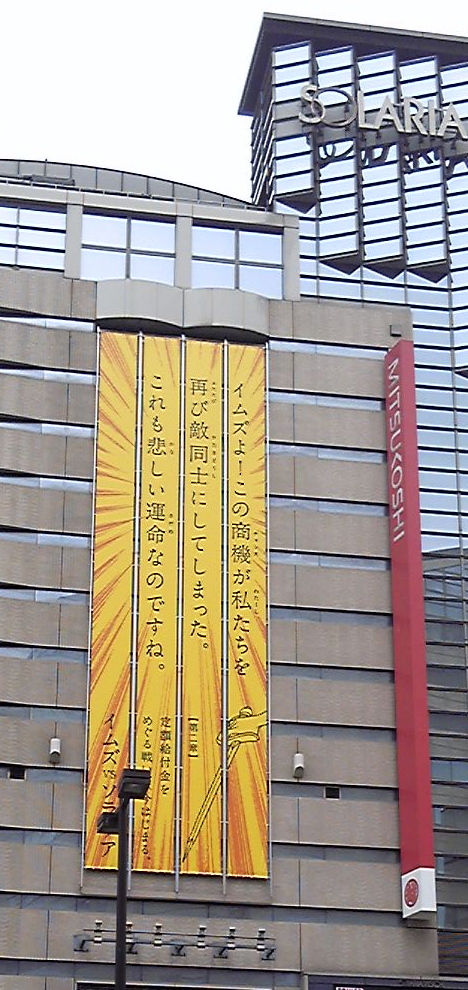 SOLARIA
MITSUKOSHI
イムズよ！この商機が私たちを
再び敵同士にしてしまった。
これも悲しい運命なのですね。
【第二章】
定額給付金を
めぐる戦いが今はじまる。
イムズVSソラリア